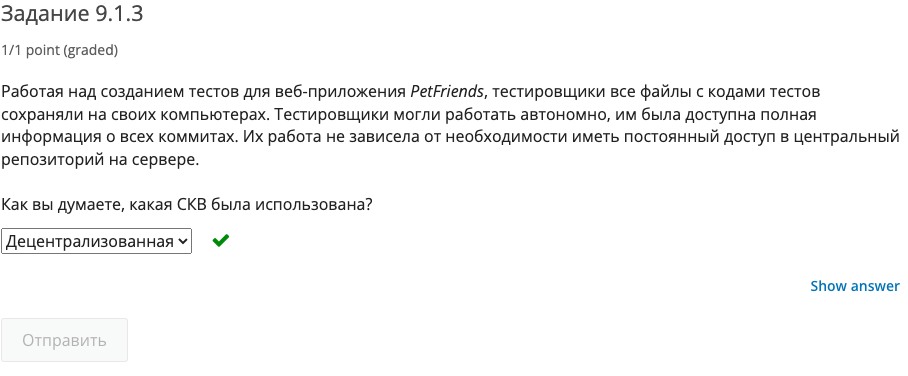 Задание 9.1.3
1/1 point (graded)
Работая над созданием тестов для веб-приложения PetFriends, тестировщики все файлы с кодами тестов
сохраняли на своих компьютерах. Тестировщики могли работать автономно, им была доступна полная
информация о всех коммитах. Их работа не зависела от необходимости иметь постоянный доступ в центральный
репозиторий на сервере.
Как вы думаете, какая СКВ была использована?
Децентрализованная
Show answer
Отправить